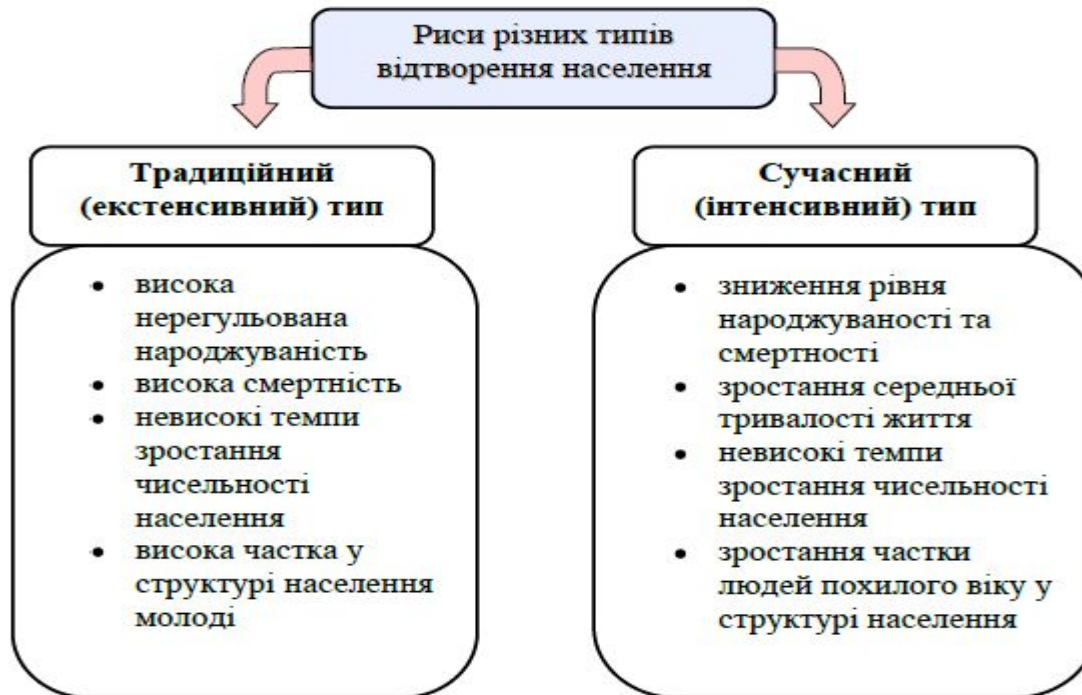 Риси різних типів
відтворення населення
Традиційний
(екстенсивний) тип
• висока
нерегульована
народжуваність
• висока смертність
• невисокі темпи
зростання
чисельності
населення
• висока частка у
структурі населення
молоді
Сучасний
(інтенсивний) тип
• зниження рівня
народжуваності та
смертності
• зростання середньої
тривалості життя
• невисокі темпи
зростання чисельності
населення
• зростання частки
людей похилого віку у
структурі населення